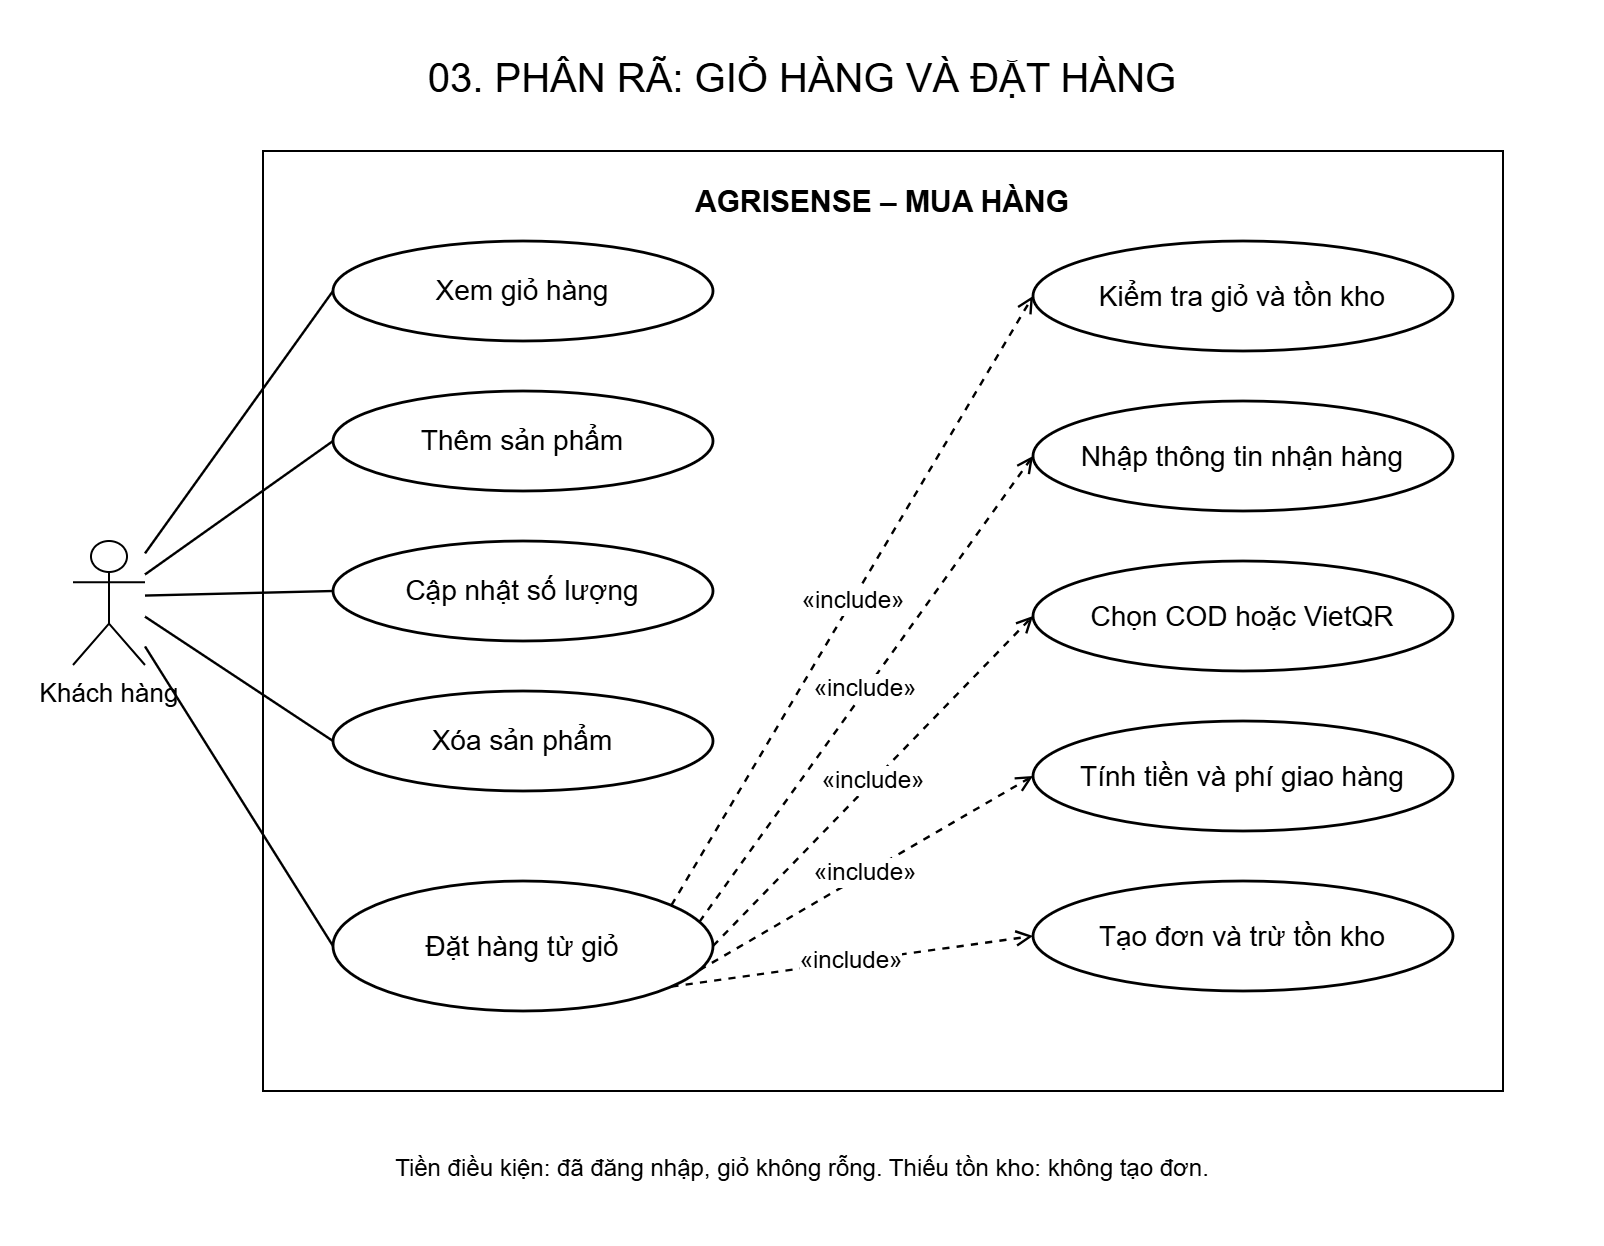 03. PHÂN RÃ: GIỎ HÀNG VÀ ĐẶT HÀNG
AGRISENSE – MUA HÀNG
Xem giỏ hàng
Thêm sản phẩm
Cập nhật số lượng
Xóa sản phẩm
Đặt hàng từ giỏ
Khách hàng
«include»
«include»
«include»
«include»
«include»
Kiểm tra giỏ và tồn kho
Nhập thông tin nhận hàng
Chọn COD hoặc VietQR
Tính tiền và phí giao hàng
Tạo đơn và trừ tồn kho
Tiền điều kiện: đã đăng nhập, giỏ không rỗng. Thiếu tồn kho: không tạo đơn.